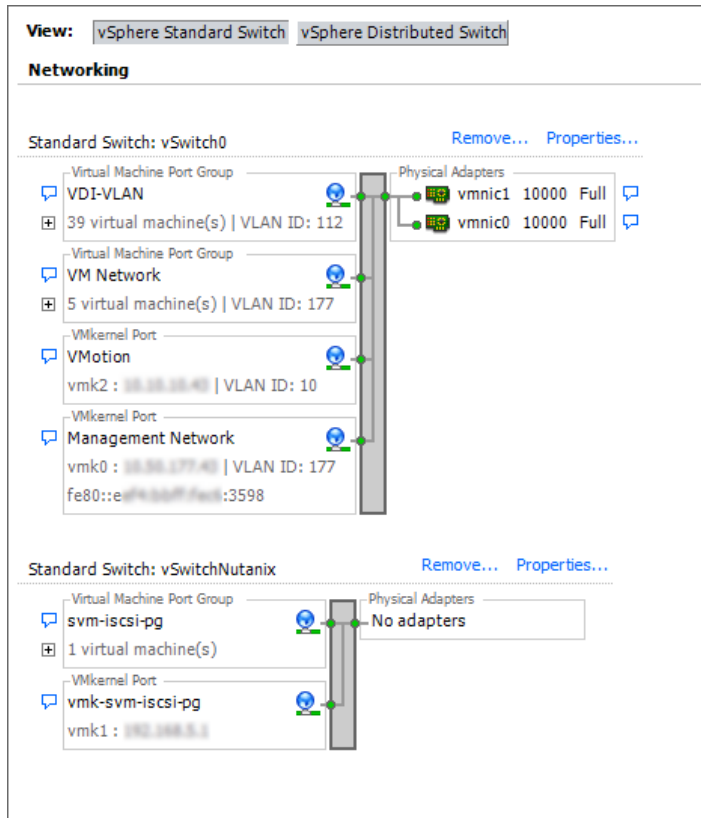 View: vSphere Standard Switch vSphere Distributed Switch
Networking
Standard Switch: vSwitch0 Remove... Properties...
Virtual Machine Port Group
VDI-VLAN
39 virtual machine(s) | VLAN ID: 112
Physical Adapters
vmnic1 10000 Full
vmnic0 10000 Full
Virtual Machine Port Group
VM Network
5 virtual machine(s) | VLAN ID: 177
VMkernel Port
VMotion
vmk2 : | VLAN ID: 10
VMkernel Port
Management Network
vmk0 : | VLAN ID: 177
fe80::e :3598
Standard Switch: vSwitchNutanix Remove... Properties...
Virtual Machine Port Group
svm-iscsi-pg
1 virtual machine(s)
Physical Adapters
No adapters
VMkernel Port
vmk-svm-iscsi-pg
vmk1 :